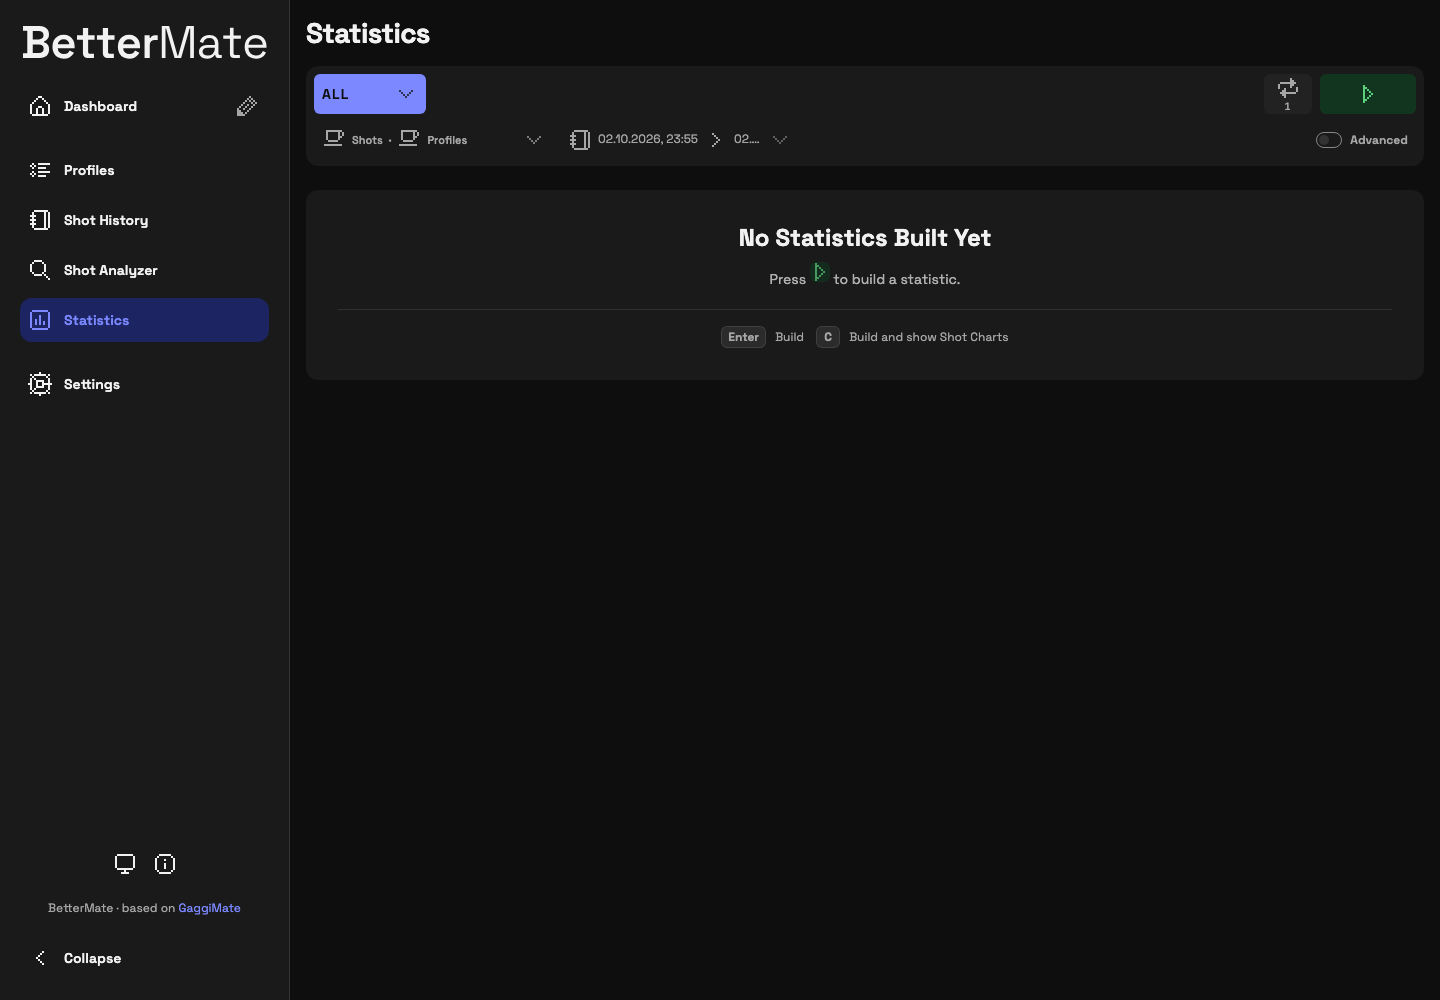 BetterMate
Dashboard
Profiles
Shot History
Shot Analyzer
Statistics
Settings
BetterMate · based on GaggiMate
Collapse
Statistics
ALL
1
Shots · Profiles
02.10.2026, 23:55
02....
Advanced
No Statistics Built Yet
Press to build a statistic.
Enter Build C Build and show Shot Charts